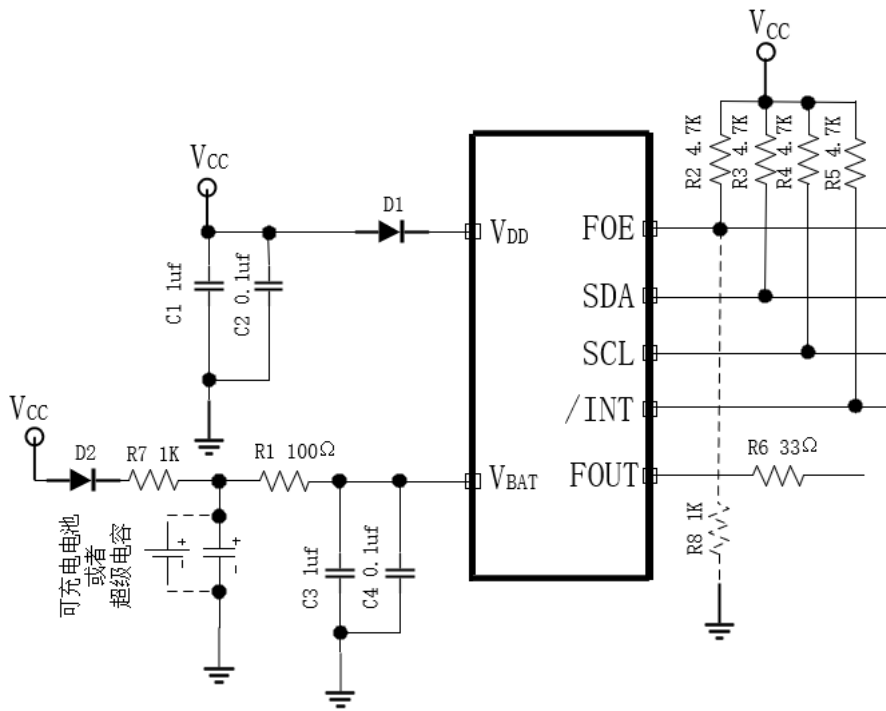 VCC
R2 4.7K
R3 4.7K
R4 4.7K
R5 4.7K
VCC
D1
C1 1uf
C2 0.1uf
VDD
FOE
SDA
SCL
/INT
FOUT
VBAT
R6 33Ω
R8 1K
VCC
D2
R7 1K
R1 100Ω
C3 1uf
C4 0.1uf
可充电电池
或者
超级电容
+
-
+
-